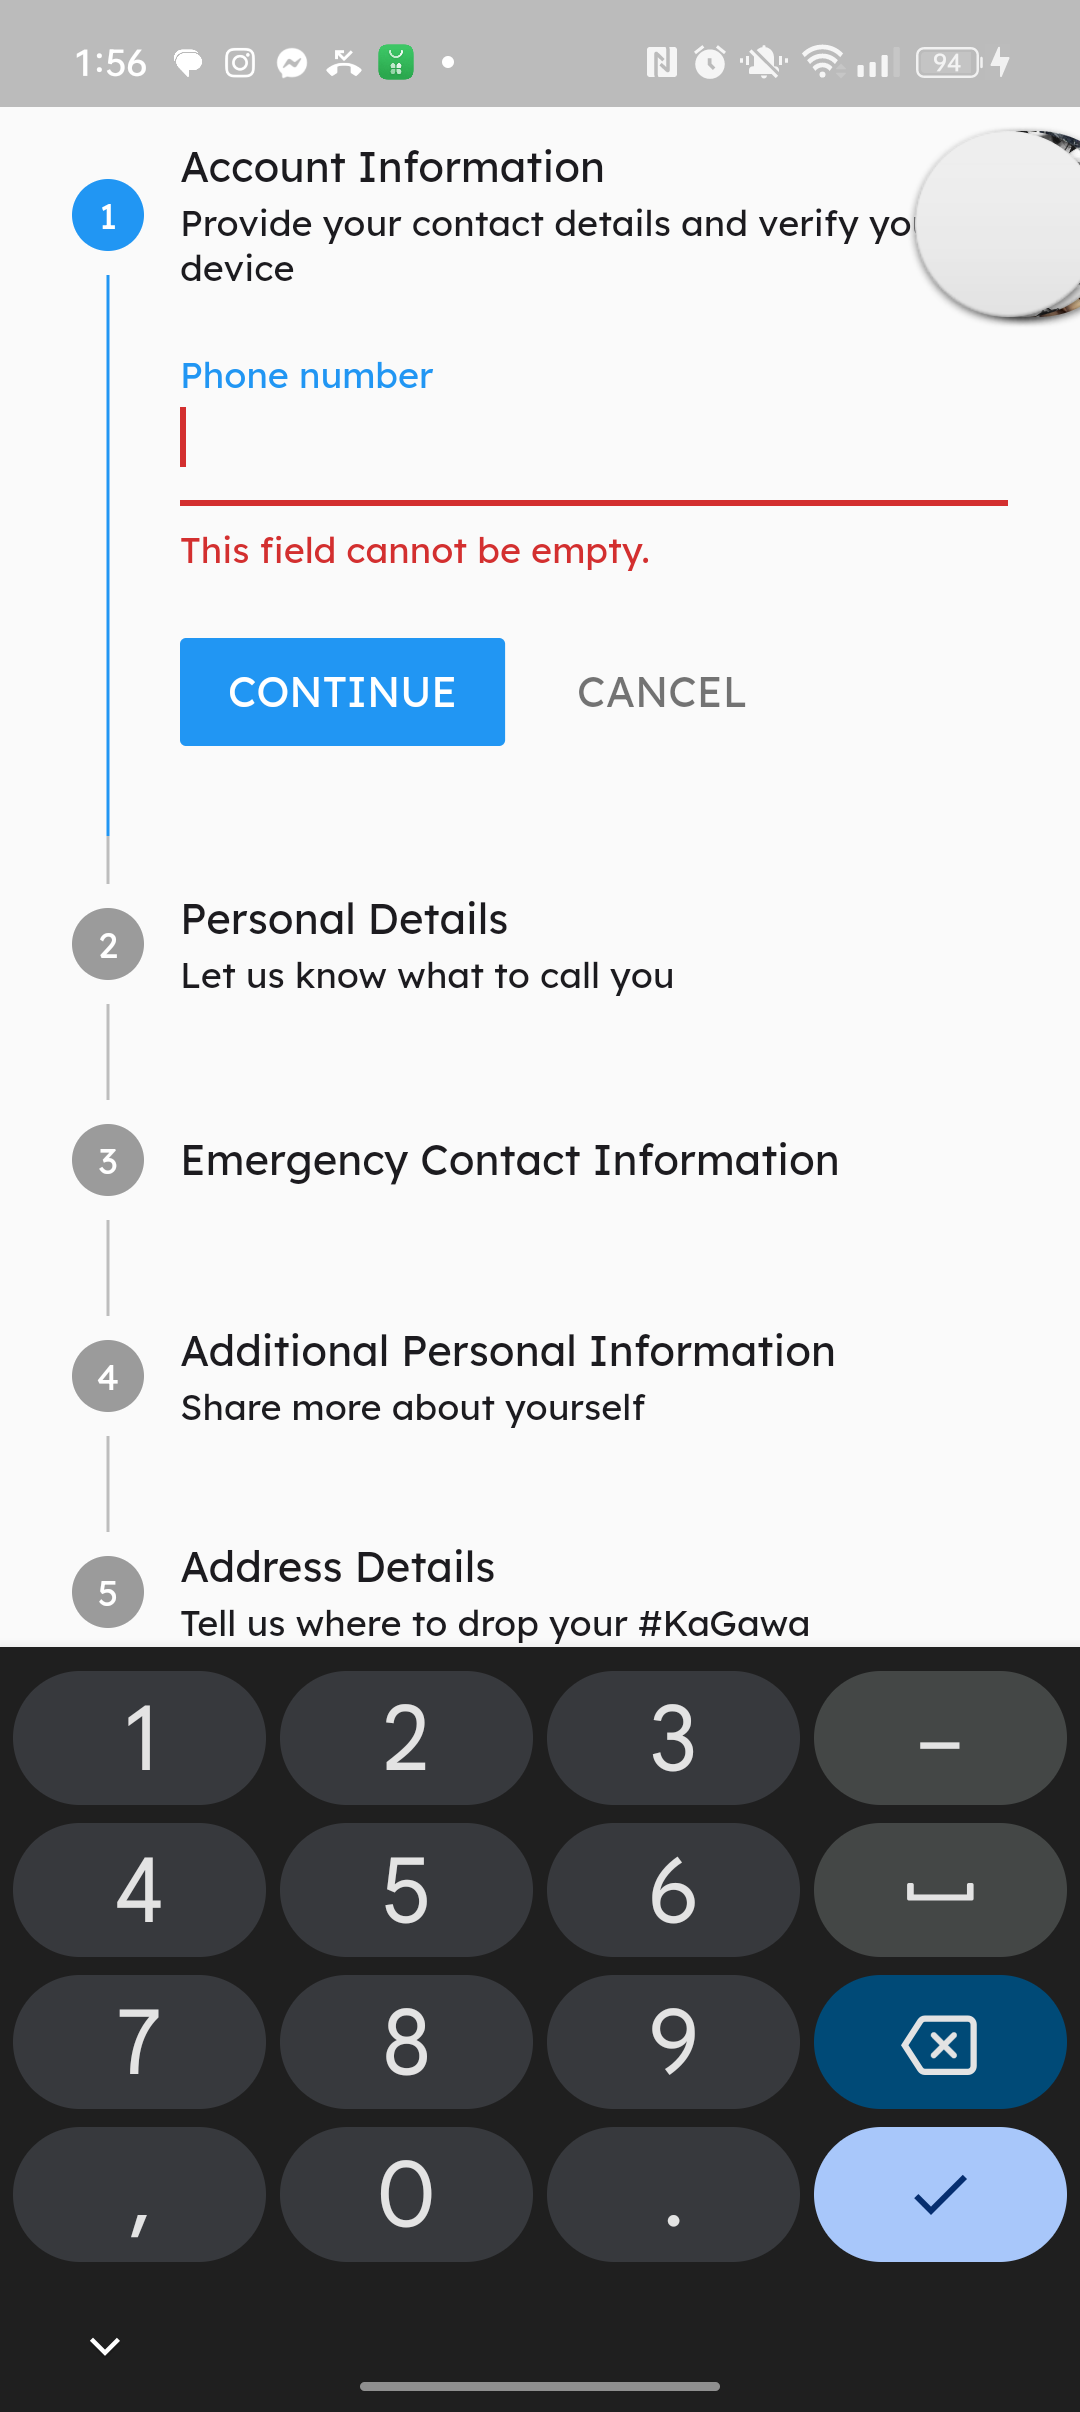 1:56
94
1
Account Information
Provide your contact details and verify
device
Phone number
This field cannot be empty.
CONTINUE CANCEL
2
Personal Details
Let us know what to call you
3
Emergency Contact Information
4
Additional Personal Information
Share more about yourself
5
Address Details
Tell us where to drop your #KaGawa
1 2 3 –
4 5 6
7 8 9
, 0 .